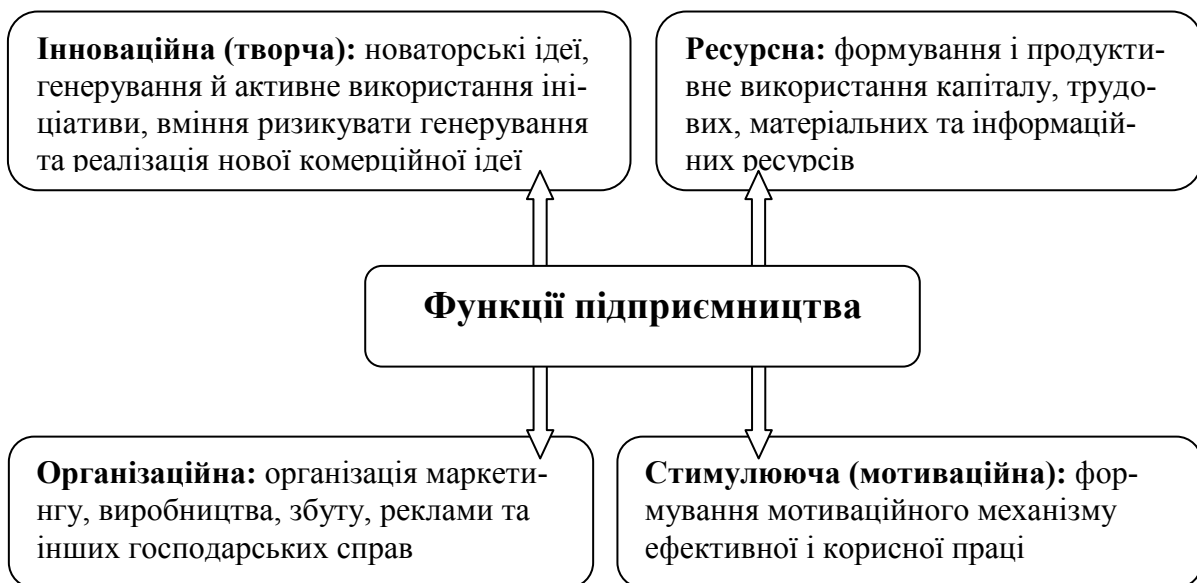 Інноваційна (творча): новаторські ідеї,
генерування й активне використання іні-
ціативи, вміння ризикувати генерування
та реалізація нової комерційної ідеї
Ресурсна: формування і продукти-
вне використання капіталу, трудо-
вих, матеріальних та інформацій-
них ресурсів
Функції підприємництва
Організаційна: організація маркети-
нгу, виробництва, збуту, реклами та
інших господарських справ
Стимулююча (мотиваційна): фор-
мування мотиваційного механізму
ефективної і корисної праці